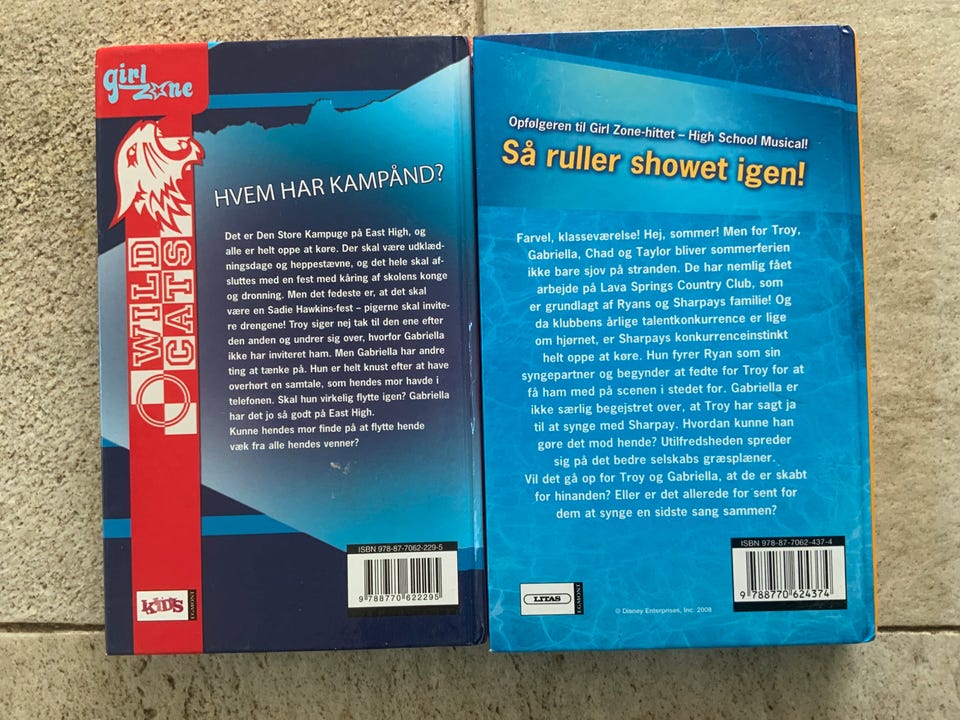 girl
zone
WILD
CATS
HVEM HAR KAMPÅND?
Det er Den Store Kampuge på East High, og
alle er helt oppe at køre. Der skal være udklæd-
ningsdage og heppestævne, og det hele skal af-
sluttes med en fest med kåring af skolens konge
og dronning. Men det fedeste er, at det skal
være en Sadie Hawkins-fest – pigerne skal invite-
re drengene! Troy siger nej tak til den ene efter
den anden og undrer sig over, hvorfor Gabriella
ikke har inviteret ham. Men Gabriella har andre
ting at tænke på. Hun er helt knust efter at have
overhørt en samtale, som hendes mor havde i
telefonen. Skal hun virkelig flytte igen? Gabriella
har det jo så godt på East High.
Kunne hendes mor finde på at flytte hende
væk fra alle hendes venner?
ISBN 978-87-7062-229-5
9 788770 622295
KIDS
EGMONT
Opfølgeren til Girl Zone-hittet – High School Musical!
Så ruller showet igen!
Farvel, klasseværelse! Hej, sommer! Men for Troy,
Gabriella, Chad og Taylor bliver sommerferien
ikke bare sjov på stranden. De har nemlig fået
arbejde på Lava Springs Country Club, som
er grundlagt af Ryans og Sharpays familie! Og
da klubbens årlige talentkonkurrence er lige
om hjørnet, er Sharpays konkurrenceinstinkt
helt oppe at køre. Hun fyrer Ryan som sin
syngepartner og begynder at fedte for Troy for at
få ham med på scenen i stedet for. Gabriella er
ikke særlig begejstret over, at Troy har sagt ja
til at synge med Sharpay. Hvordan kunne han
gøre det mod hende? Utilfredsheden spreder
sig på det bedre selskabs græsplæner.
Vil det gå op for Troy og Gabriella, at de er skabt
for hinanden? Eller er det allerede for sent for
dem at synge en sidste sang sammen?
ISBN 978-87-7062-437-4
9 788770 624374
LITAS
EGMONT
© Disney Enterprises, Inc. 2008